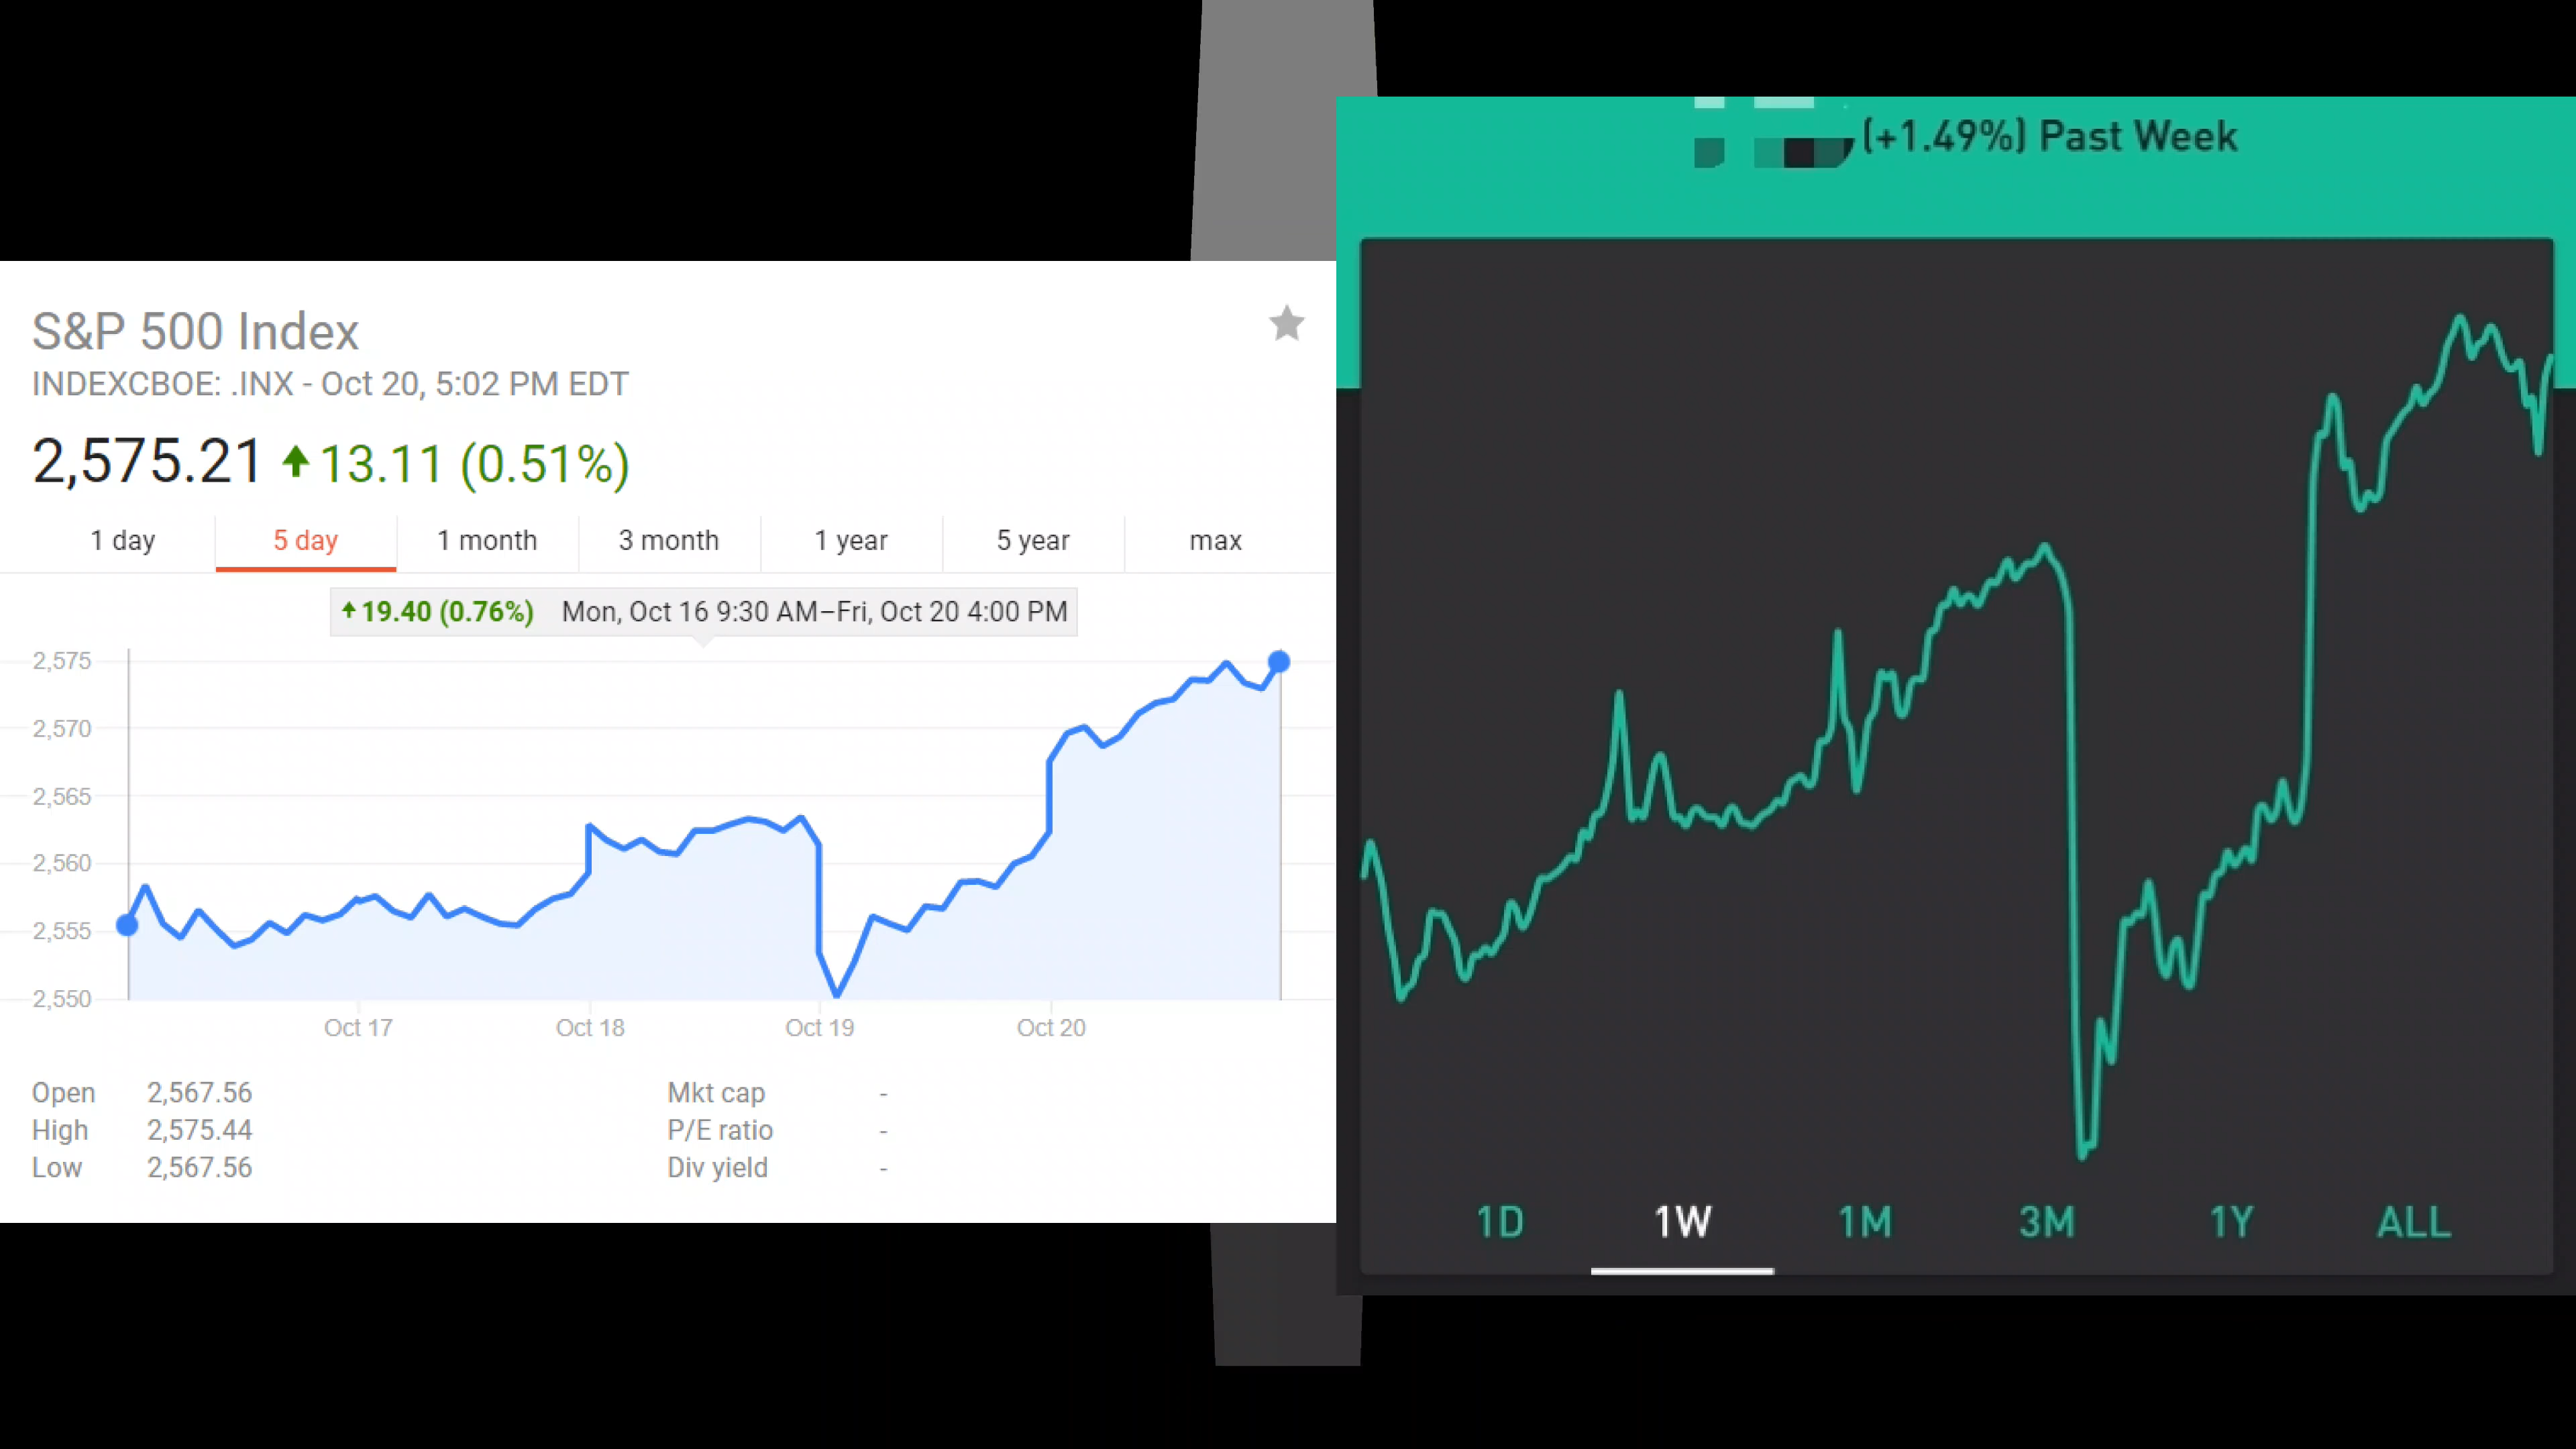 S&P 500 Index
INDEXCBOE: .INX - Oct 20, 5:02 PM EDT
2,575.21 13.11 (0.51%)
1 day 5 day 1 month 3 month 1 year 5 year max
19.40 (0.76%) Mon, Oct 16 9:30 AM–Fri, Oct 20 4:00 PM
2,575
2,570
2,565
2,560
2,555
2,550
Oct 17 Oct 18 Oct 19 Oct 20
Open 2,567.56 Mkt cap -
High 2,575.44 P/E ratio -
Low 2,567.56 Div yield -
(+1.49%) Past Week
1D 1W 1M 3M 1Y ALL